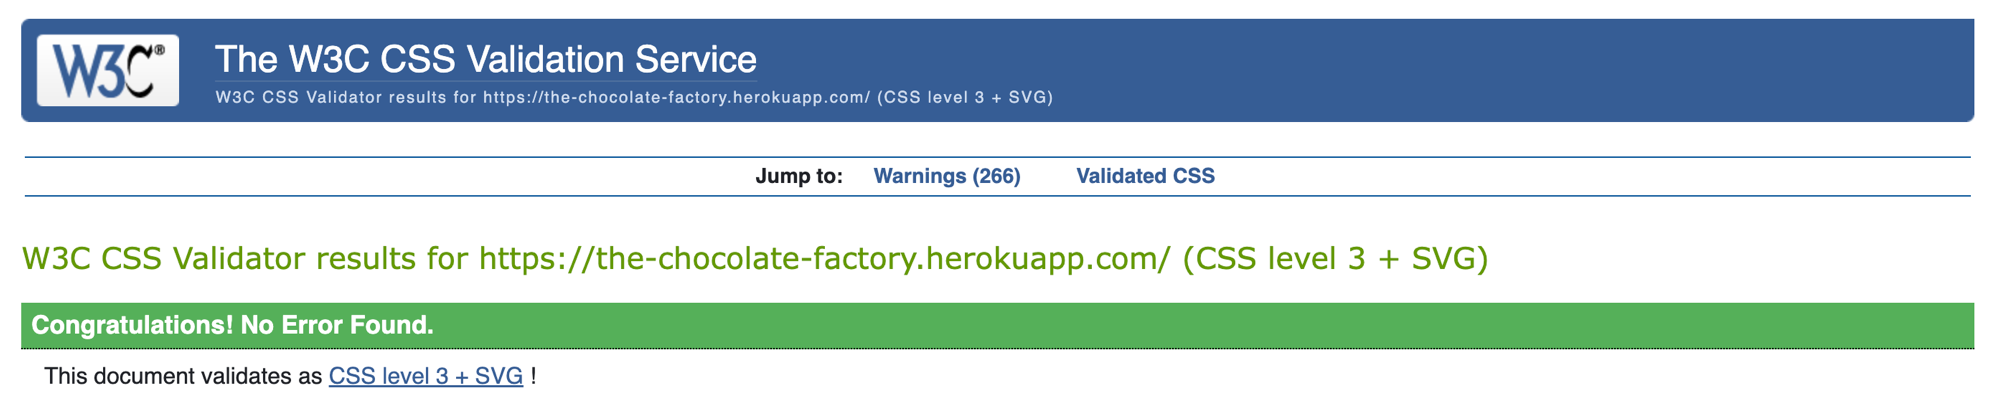 W3C®
The W3C CSS Validation Service
W3C CSS Validator results for https://the-chocolate-factory.herokuapp.com/ (CSS level 3 + SVG)
Jump to: Warnings (266) Validated CSS
W3C CSS Validator results for https://the-chocolate-factory.herokuapp.com/ (CSS level 3 + SVG)
Congratulations! No Error Found.
This document validates as CSS level 3 + SVG !